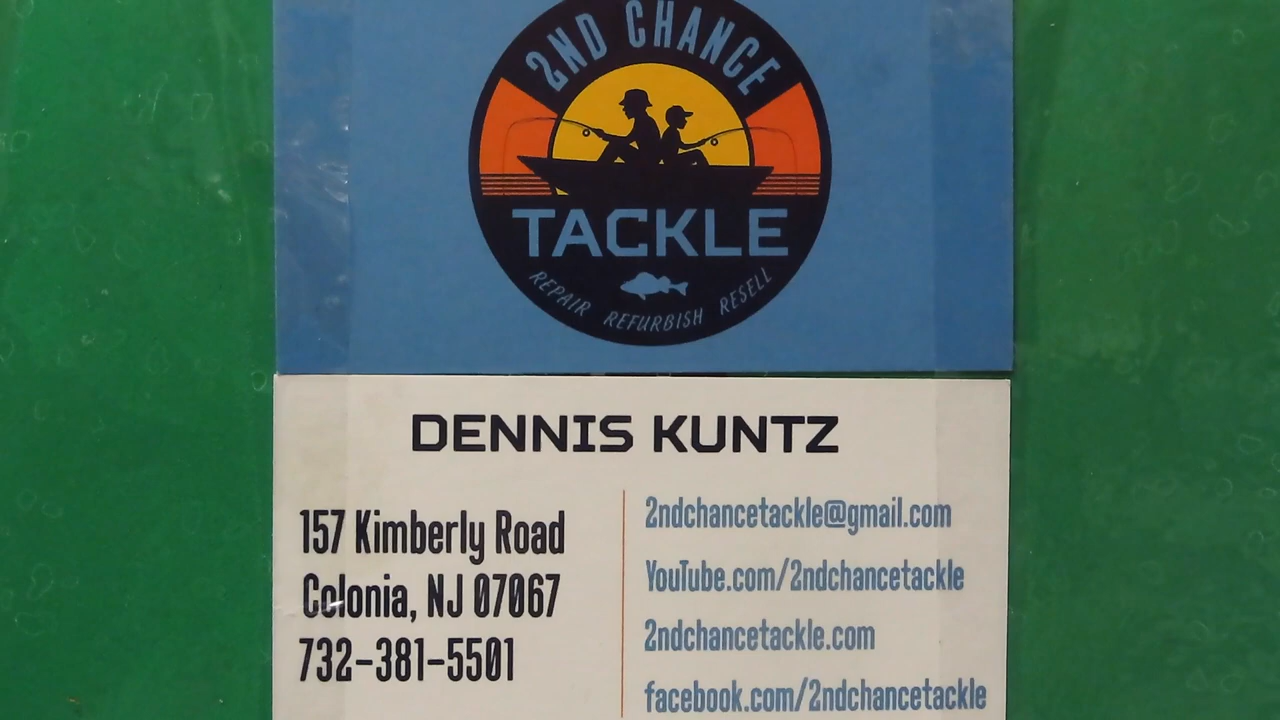 2ND CHANCE
TACKLE
REPAIR REFURBISH RESELL
DENNIS KUNTZ
157 Kimberly Road
Colonia, NJ 07067
732-381-5501
2ndchancetackle@gmail.com
YouTube.com/2ndchancetackle
2ndchancetackle.com
facebook.com/2ndchancetackle